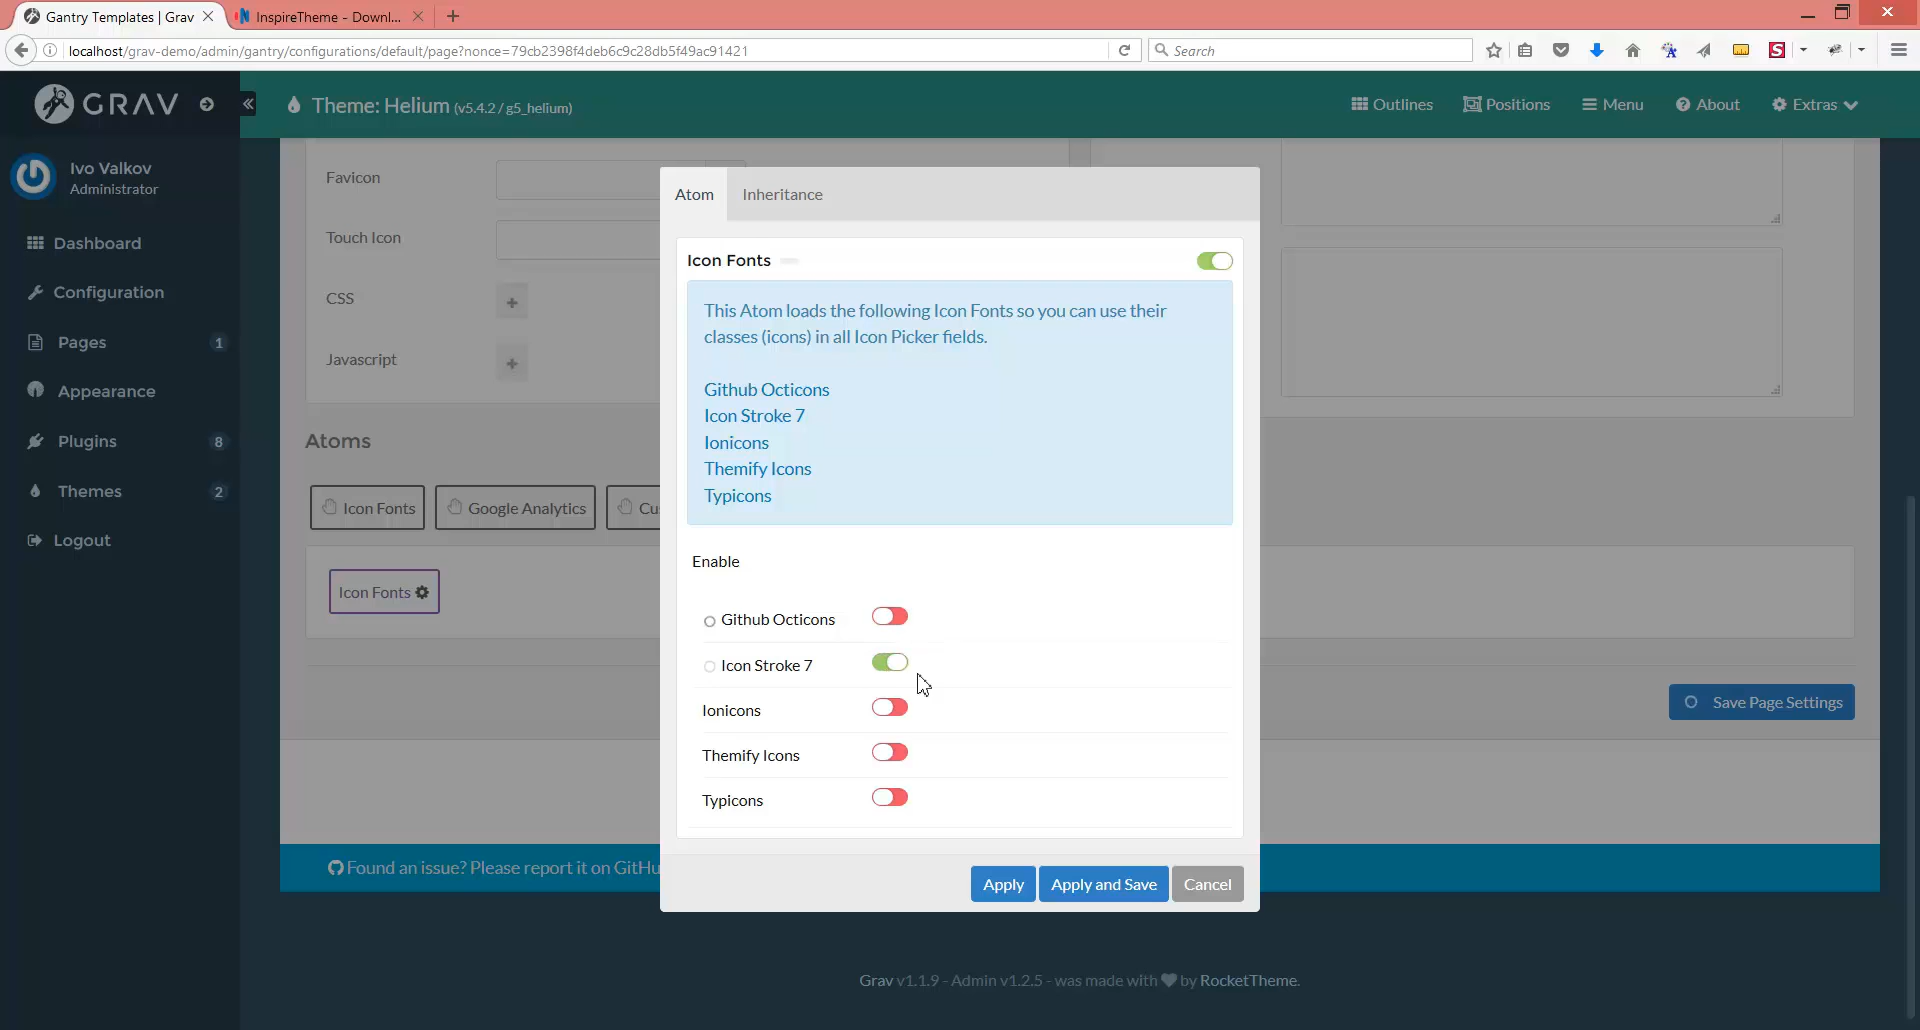 Gantry Templates | Grav
InspireTheme - Downl...
localhost/grav-demo/admin/gantry/configurations/default/page?nonce=79cb2398f4deb6c9c28db5f49ac91421
Search
GRAV
Theme: Helium (v5.4.2 / g5_helium)
Outlines
Positions
Menu
About
Extras
Ivo Valkov
Administrator
Dashboard
Configuration
Pages 1
Appearance
Plugins 8
Themes 2
Logout
Favicon
Touch Icon
CSS
Javascript
Atoms
Icon Fonts
Google Analytics
Cu
Icon Fonts
Save Page Settings
Atom
Inheritance
Icon Fonts
This Atom loads the following Icon Fonts so you can use their
classes (icons) in all Icon Picker fields.
Github Octicons
Icon Stroke 7
Ionicons
Themify Icons
Typicons
Enable
Github Octicons
Icon Stroke 7
Ionicons
Themify Icons
Typicons
Apply
Apply and Save
Cancel
Found an issue? Please report it on GitHu
Grav v1.1.9 - Admin v1.2.5 - was made with by RocketTheme.